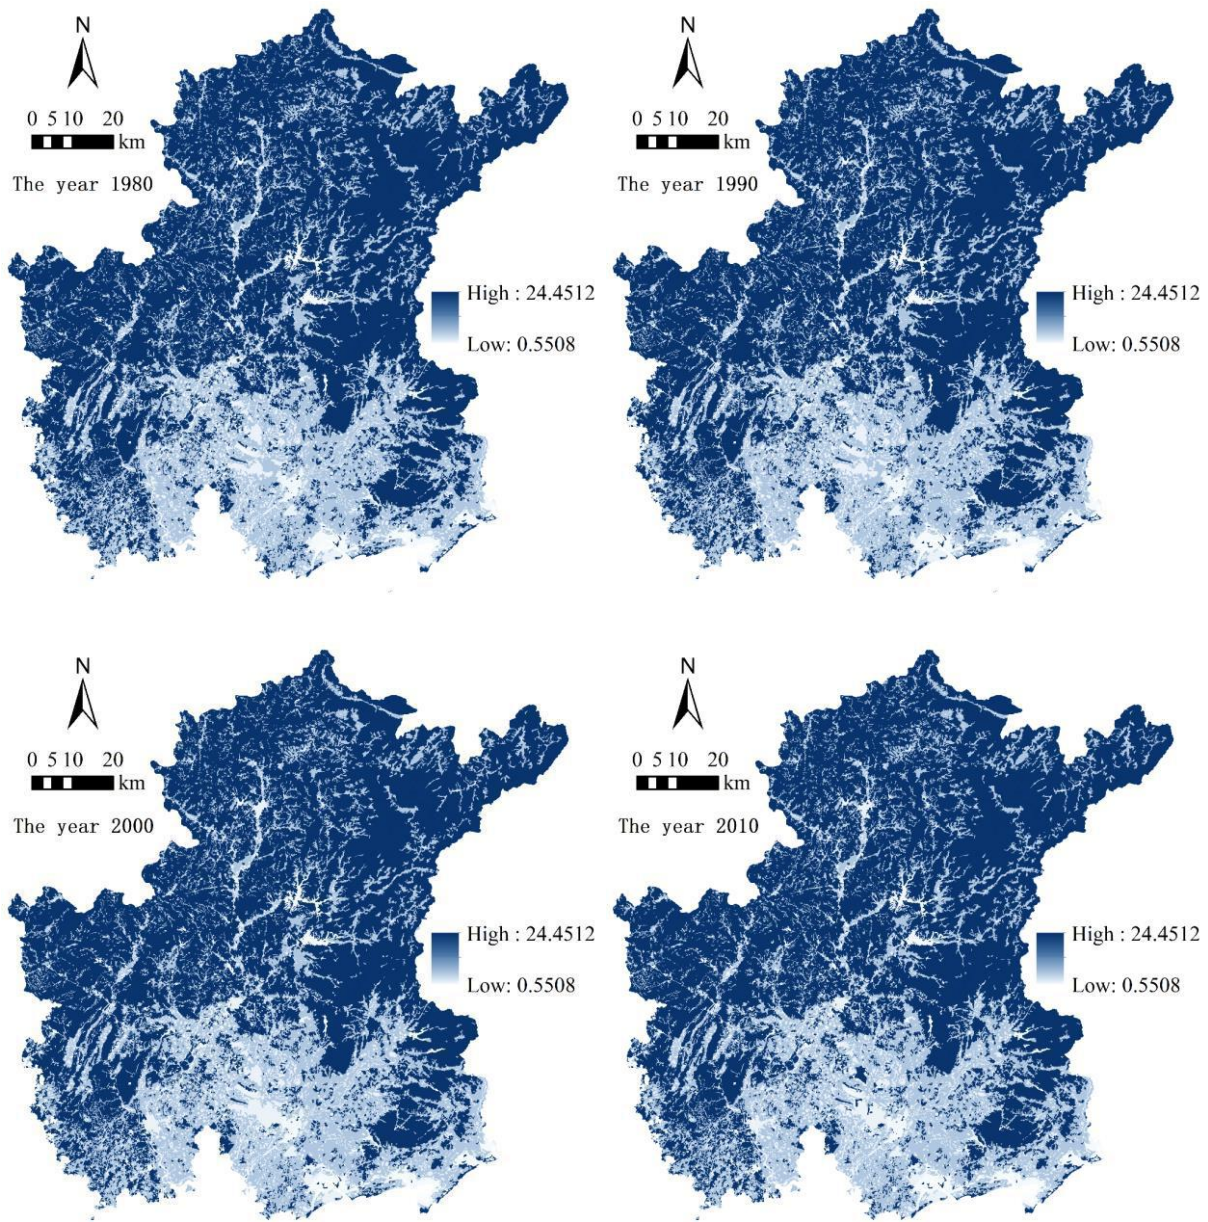 N
0 5 10 20
km
The year 1980
High : 24.4512
Low: 0.5508
N
0 5 10 20
km
The year 1990
High : 24.4512
Low: 0.5508
N
0 5 10 20
km
The year 2000
High : 24.4512
Low: 0.5508
N
0 5 10 20
km
The year 2010
High : 24.4512
Low: 0.5508